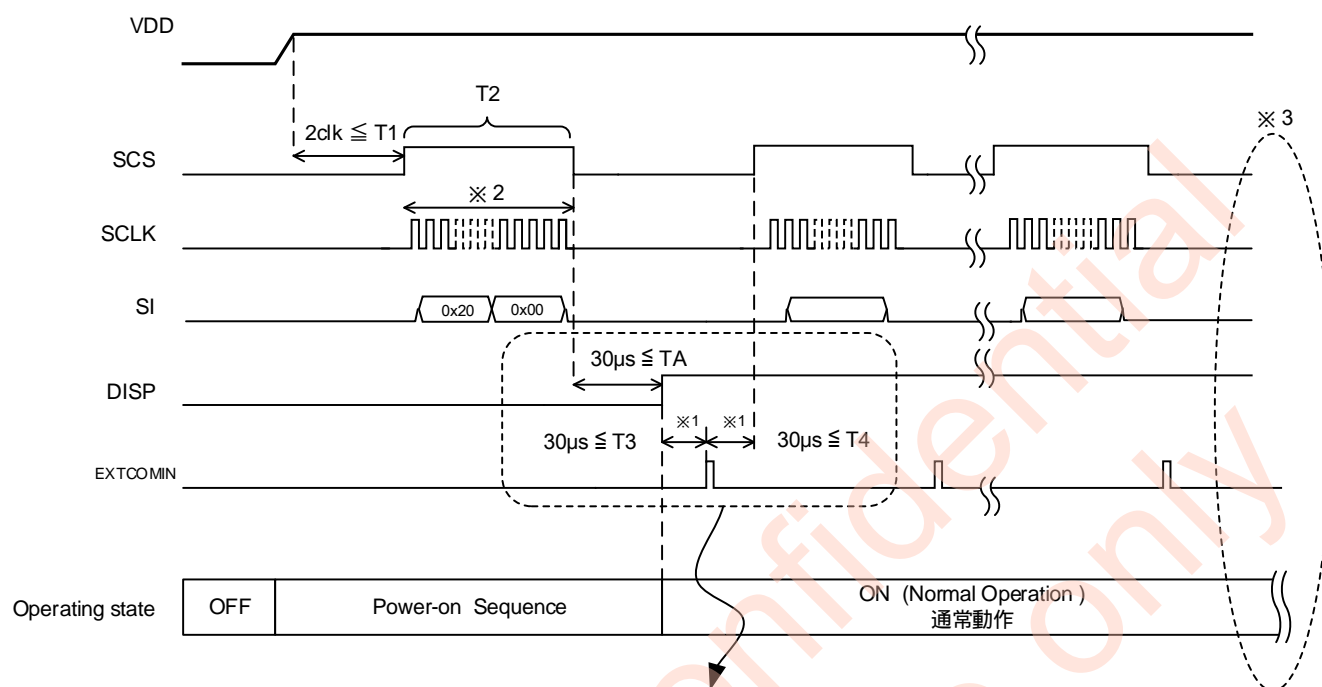 VDD
T2
2clk ≦ T1
※ 3
SCS
※ 2
SCLK
SI
0x20
0x00
30µs ≦ TA
DISP
※1
※1
30µs ≦ T3
30µs ≦ T4
EXTCOMIN
Operating state
OFF
Power-on Sequence
ON (Normal Operation )
通常動作
nfidential
only